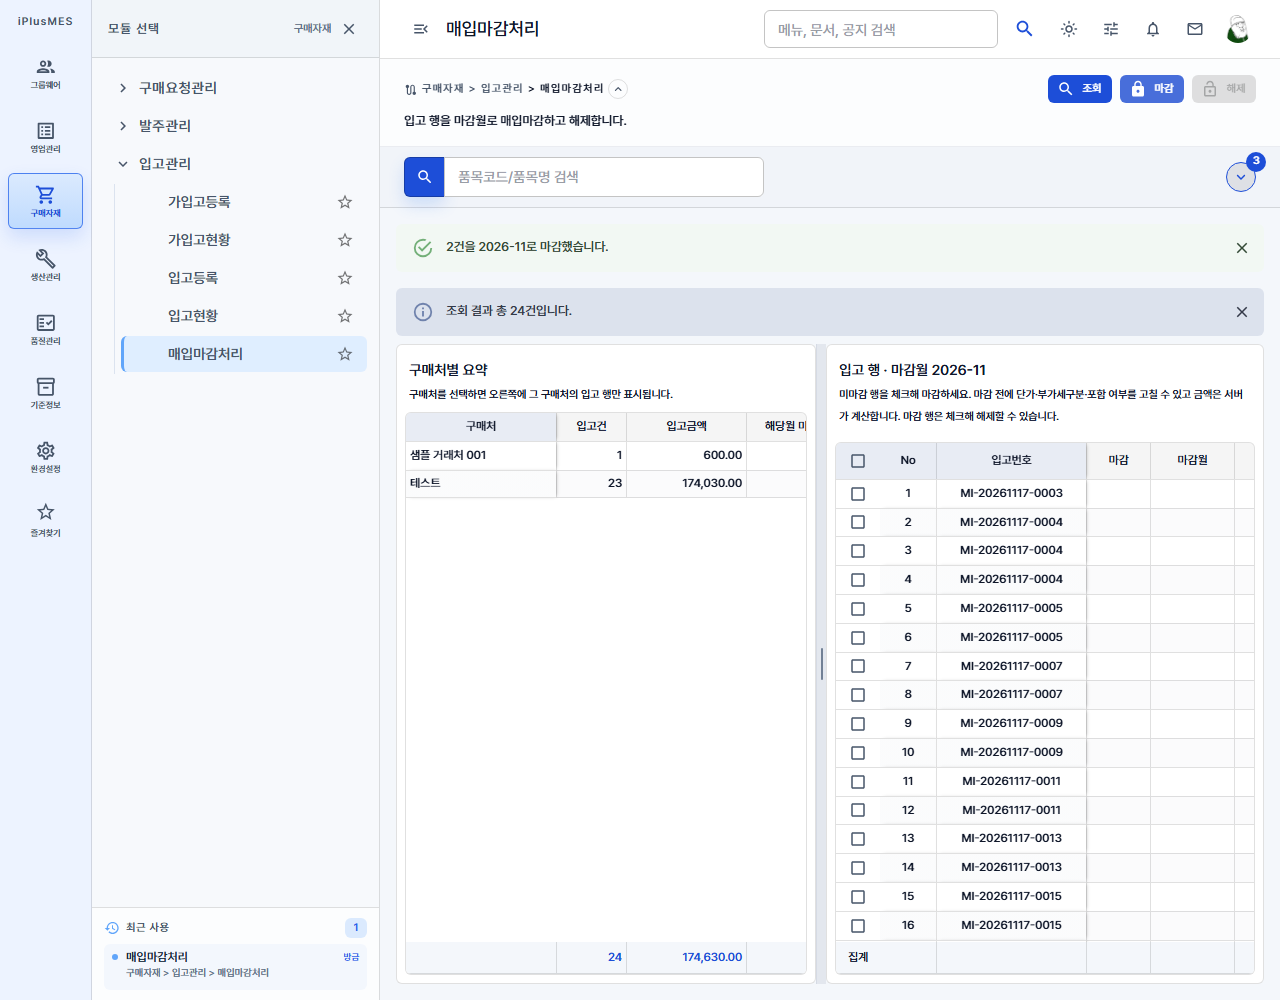 iPlusMES
그룹웨어
영업관리
구매자재
생산관리
품질관리
기준정보
환경설정
즐겨찾기
모듈 선택
구매자재
구매요청관리
발주관리
입고관리
가입고등록
가입고현황
입고등록
입고현황
매입마감처리
최근 사용
1
매입마감처리
방금
구매자재 > 입고관리 > 매입마감처리
매입마감처리
메뉴, 문서, 공지 검색
구매자재 > 입고관리 > 매입마감처리
조회
마감
해제
입고 행을 마감월로 매입마감하고 해제합니다.
품목코드/품목명 검색
3
2건을 2026-11로 마감했습니다.
조회 결과 총 24건입니다.
구매처별 요약
구매처를 선택하면 오른쪽에 그 구매처의 입고 행만 표시됩니다.
구매처 입고건 입고금액 해당월 마
샘플 거래처 001 1 600.00
테스트 23 174,030.00
24 174,630.00
입고 행 · 마감월 2026-11
미마감 행을 체크해 마감하세요. 마감 전에 단가·부가세구분·포함 여부를 고칠 수 있고 금액은 서버
가 계산합니다. 마감 행은 체크해 해제할 수 있습니다.
No 입고번호 마감 마감월
1 MI-20261117-0003
2 MI-20261117-0004
3 MI-20261117-0004
4 MI-20261117-0004
5 MI-20261117-0005
6 MI-20261117-0005
7 MI-20261117-0007
8 MI-20261117-0007
9 MI-20261117-0009
10 MI-20261117-0009
11 MI-20261117-0011
12 MI-20261117-0011
13 MI-20261117-0013
14 MI-20261117-0013
15 MI-20261117-0015
16 MI-20261117-0015
집계